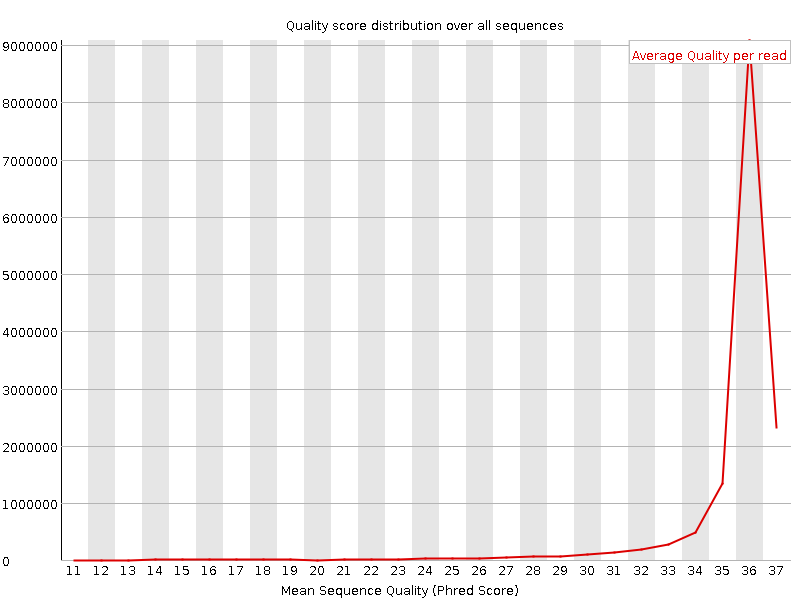 Quality score distribution over all sequences
Average Quality per read
9000000
8000000
7000000
6000000
5000000
4000000
3000000
2000000
1000000
0
11 12 13 14 15 16 17 18 19 20 21 22 23 24 25 26 27 28 29 30 31 32 33 34 35 36 37
Mean Sequence Quality (Phred Score)